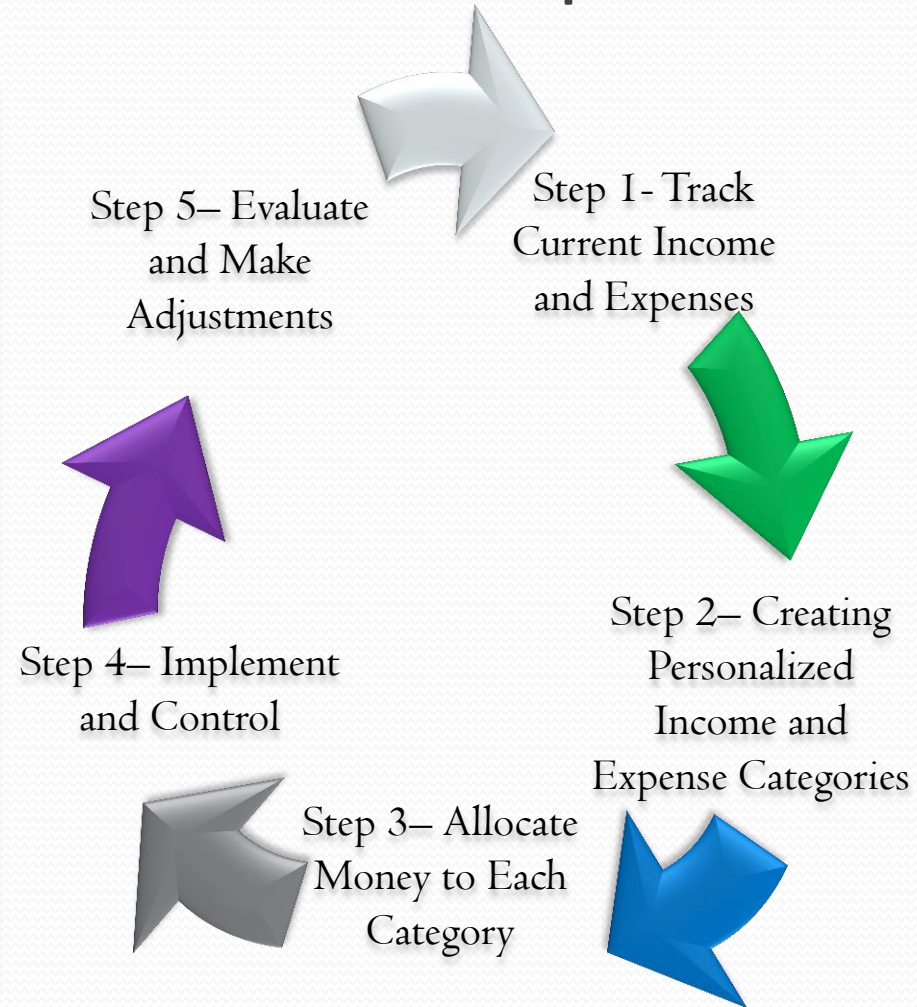 Step 1- Track
Current Income
and Expenses
Step 2– Creating
Personalized
Income and
Expense Categories
Step 3– Allocate
Money to Each
Category
Step 4– Implement
and Control
Step 5– Evaluate
and Make
Adjustments